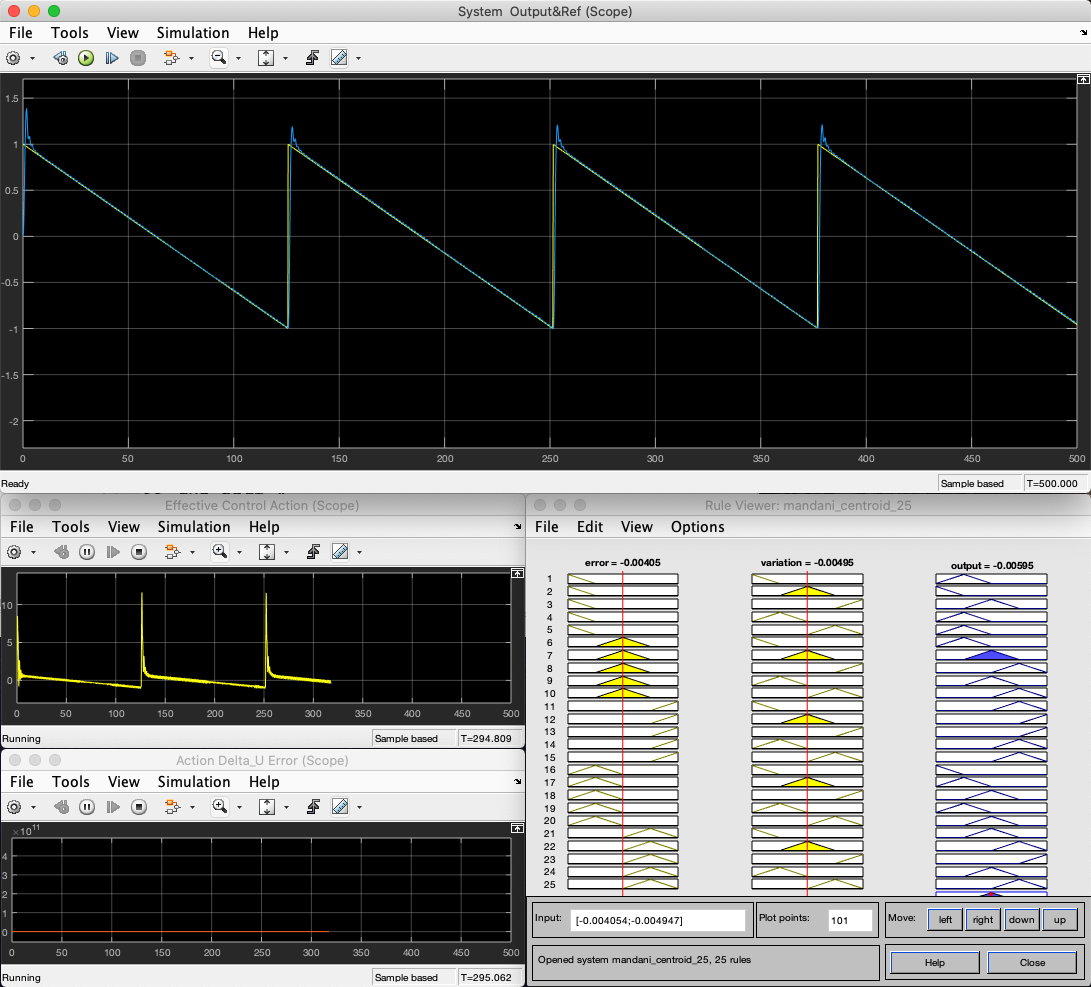 System Output&Ref (Scope)
File Tools View Simulation Help
1.5
1
0.5
0
-0.5
-1
-1.5
-2
0 50 100 150 200 250 300 350 400 450 500
Ready Sample based T=500.000
Effective Control Action (Scope)
File Tools View Simulation Help
10
5
0
0 50 100 150 200 250 300 350 400 450 500
Running Sample based T=294.809
Action Delta_U Error (Scope)
File Tools View Simulation Help
×10^11
4
3
2
1
0
0 50 100 150 200 250 300 350 400 450 500
Running Sample based T=295.062
Rule Viewer: mandani_centroid_25
File Edit View Options
error = -0.00405 variation = -0.00495 output = -0.00595
1
2
3
4
5
6
7
8
9
10
11
12
13
14
15
16
17
18
19
20
21
22
23
24
25
Input: [-0.004054;-0.004947] Plot points: 101 Move: left right down up
Opened system mandani_centroid_25, 25 rules Help Close